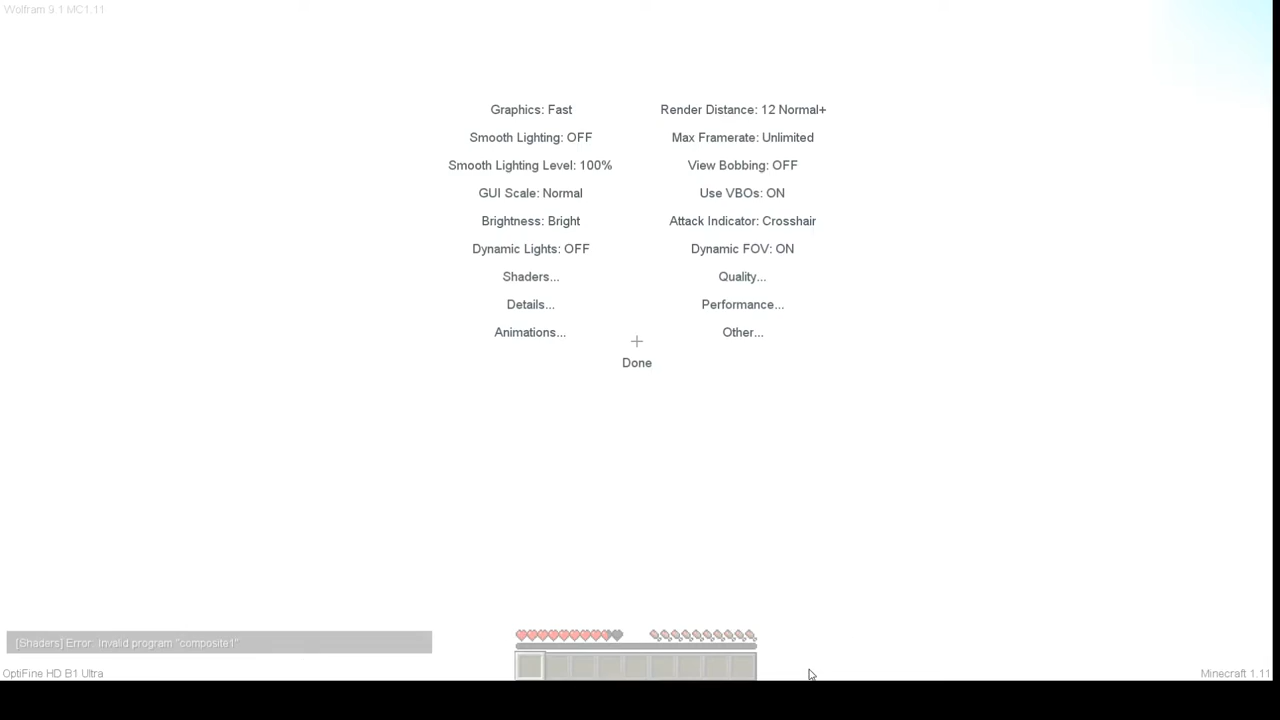 Wolfram 9.1 MC1.11
Graphics: Fast
Render Distance: 12 Normal+
Smooth Lighting: OFF
Max Framerate: Unlimited
Smooth Lighting Level: 100%
View Bobbing: OFF
GUI Scale: Normal
Use VBOs: ON
Brightness: Bright
Attack Indicator: Crosshair
Dynamic Lights: OFF
Dynamic FOV: ON
Shaders...
Quality...
Details...
Performance...
Animations...
Other...
Done
[Shaders] Error: Invalid program "composite1"
OptiFine HD B1 Ultra
Minecraft 1.11